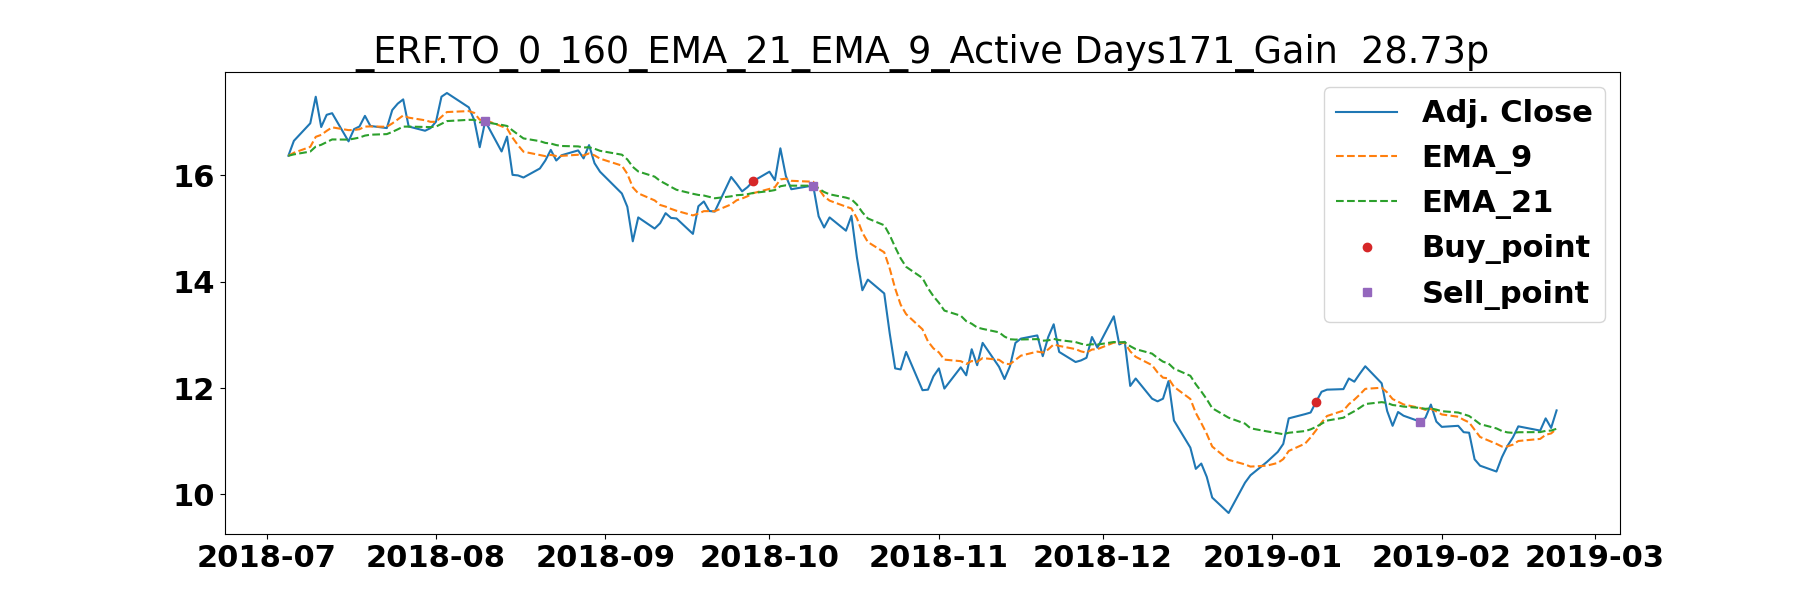 _ERF.TO_0_160_EMA_21_EMA_9_Active Days171_Gain  28.73p
Adj. Close
EMA_9
EMA_21
Buy_point
Sell_point
16
14
12
10
2018-07 2018-08 2018-09 2018-10 2018-11 2018-12 2019-01 2019-02 2019-03